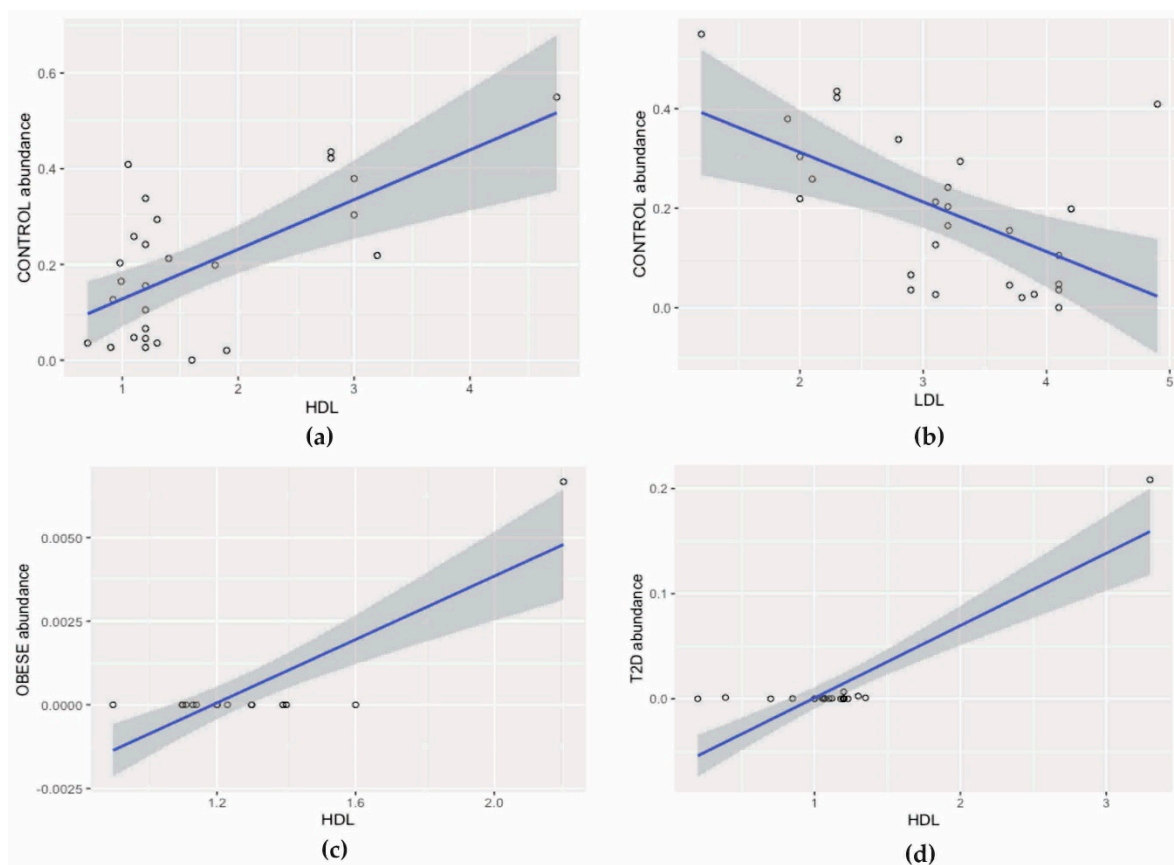 CONTROL abundance
0.6
0.4
0.2
0.0
1 2 3 4
HDL
(a)
CONTROL abundance
0.4
0.2
0.0
2 3 4 5
LDL
(b)
OBESE abundance
0.0050
0.0025
0.0000
-0.0025
1.2 1.6 2.0
HDL
(c)
T2D abundance
0.2
0.1
0.0
1 2 3
HDL
(d)